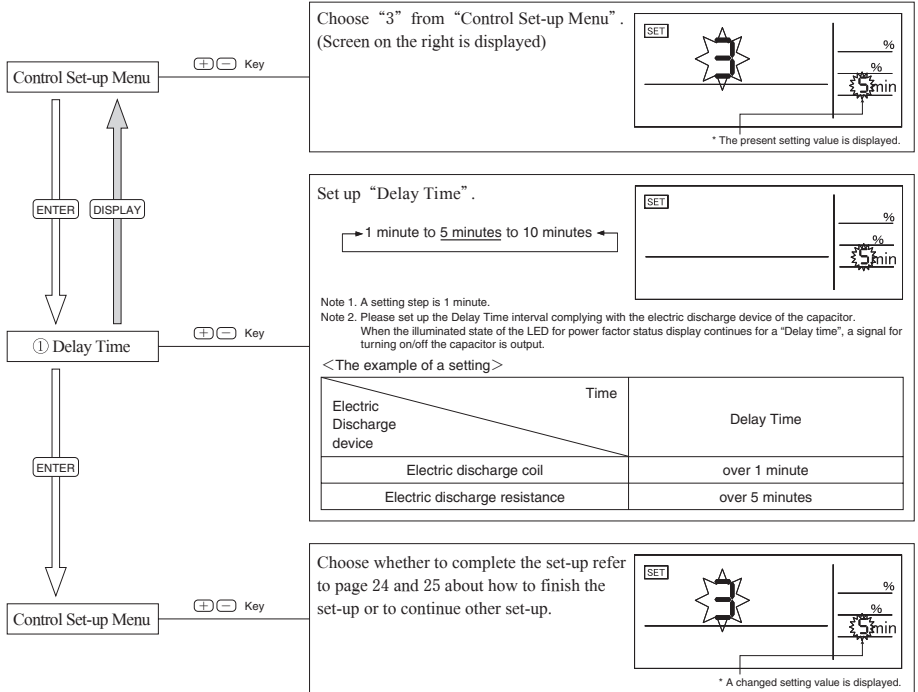 Choose “3” from “Control Set-up Menu”.
(Screen on the right is displayed)
SET
3
%
%
5min
* The present setting value is displayed.
Control Set-up Menu
+ − Key
ENTER
DISPLAY
Set up “Delay Time”.
1 minute to 5 minutes to 10 minutes
SET
%
%
5min
Note 1. A setting step is 1 minute.
Note 2. Please set up the Delay Time interval complying with the electric discharge device of the capacitor.
When the illuminated state of the LED for power factor status display continues for a “Delay time”, a signal for
turning on/off the capacitor is output.
① Delay Time
+ − Key
<The example of a setting>
Time
Electric
Discharge
device
Delay Time
Electric discharge coil
over 1 minute
Electric discharge resistance
over 5 minutes
ENTER
Choose whether to complete the set-up refer
to page 24 and 25 about how to finish the
set-up or to continue other set-up.
SET
3
%
%
5min
* A changed setting value is displayed.
Control Set-up Menu
+ − Key